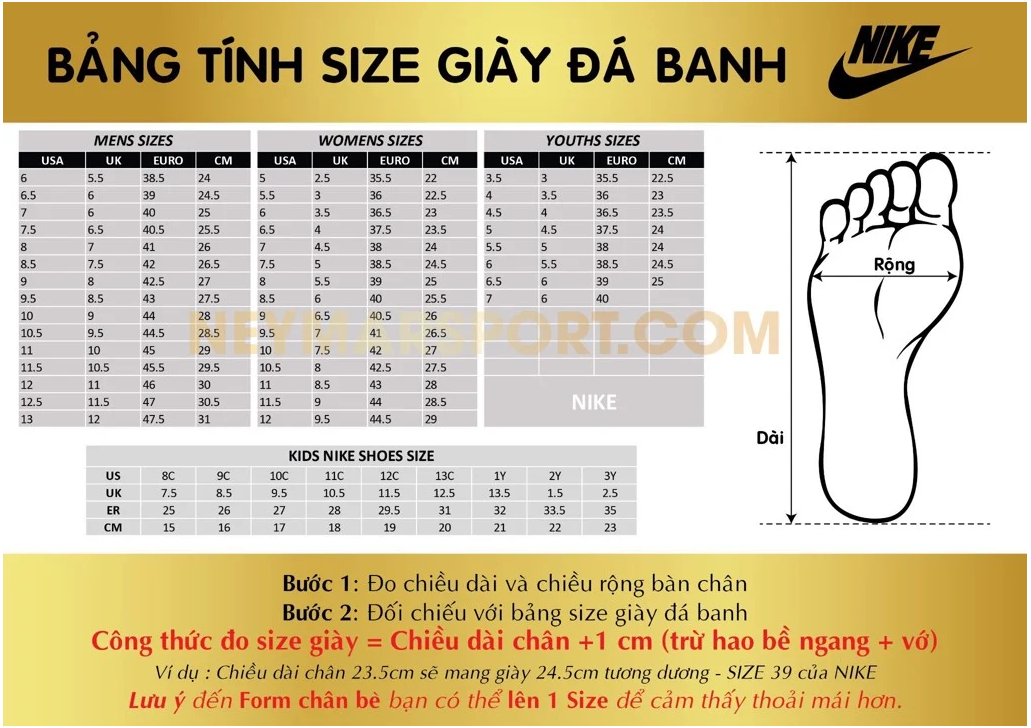 BẢNG TÍNH SIZE GIÀY ĐÁ BANH
NIKE
MENS SIZES
USA UK EURO CM
6 5.5 38.5 24
6.5 6 39 24.5
7 6 40 25
7.5 6.5 40.5 25.5
8 7 41 26
8.5 7.5 42 26.5
9 8 42.5 27
9.5 8.5 43 27.5
10 9 44 28
10.5 9.5 44.5 28.5
11 10 45 29
11.5 10.5 45.5 29.5
12 11 46 30
12.5 11.5 47 30.5
13 12 47.5 31
WOMENS SIZES
USA UK EURO CM
5 2.5 35.5 22
5.5 3 36 22.5
6 3.5 36.5 23
6.5 4 37.5 23.5
7 4.5 38 24
7.5 5 38.5 24.5
8 5.5 39 25
8.5 6 40 25.5
9 6.5 40.5 26
9.5 7 41 26.5
10 7.5 42 27
10.5 8 42.5 27.5
11 8.5 43 28
11.5 9 44 28.5
12 9.5 44.5 29
YOUTHS SIZES
USA UK EURO CM
3.5 3 35.5 22.5
4 3.5 36 23
4.5 4 36.5 23.5
5 4.5 37.5 24
5.5 5 38 24
6 5.5 38.5 24.5
6.5 6 39 25
7 6 40
NIKE
NEYMARSPORT.COM
Rộng
Dài
KIDS NIKE SHOES SIZE
US 8C 9C 10C 11C 12C 13C 1Y 2Y 3Y
UK 7.5 8.5 9.5 10.5 11.5 12.5 13.5 1.5 2.5
ER 25 26 27 28 29.5 31 32 33.5 35
CM 15 16 17 18 19 20 21 22 23
Bước 1: Đo chiều dài và chiều rộng bàn chân
Bước 2: Đối chiếu với bảng size giày đá banh
Công thức đo size giày = Chiều dài chân +1 cm (trừ hao bề ngang + vớ)
Ví dụ : Chiều dài chân 23.5cm sẽ mang giày 24.5cm tương dương - SIZE 39 của NIKE
Lưu ý đến Form chân bè bạn có thể lên 1 Size để cảm thấy thoải mái hơn.